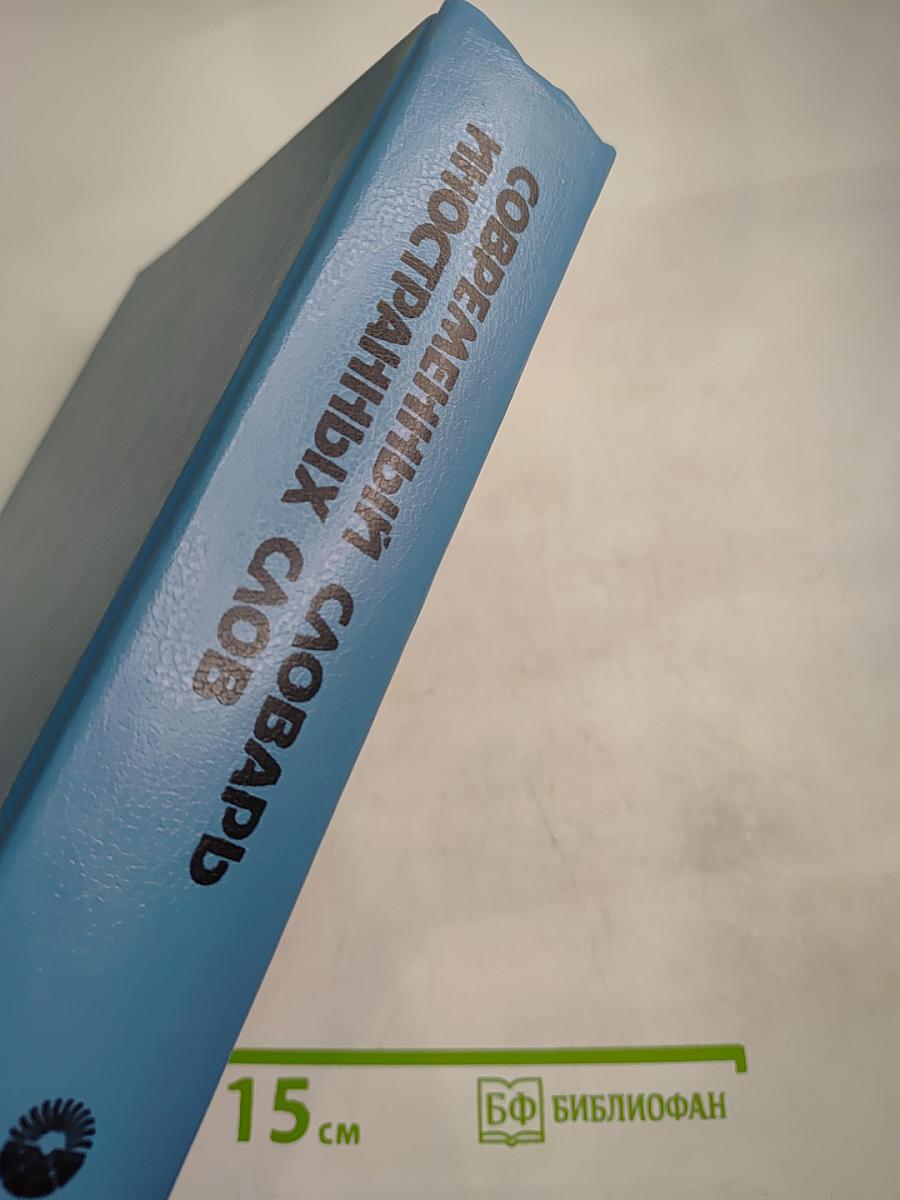 СОВРЕМЕННЫЙ СЛОВАРЬ
ИНОСТРАННЫХ СЛОВ
15 см
БФ БИБЛИОФАН